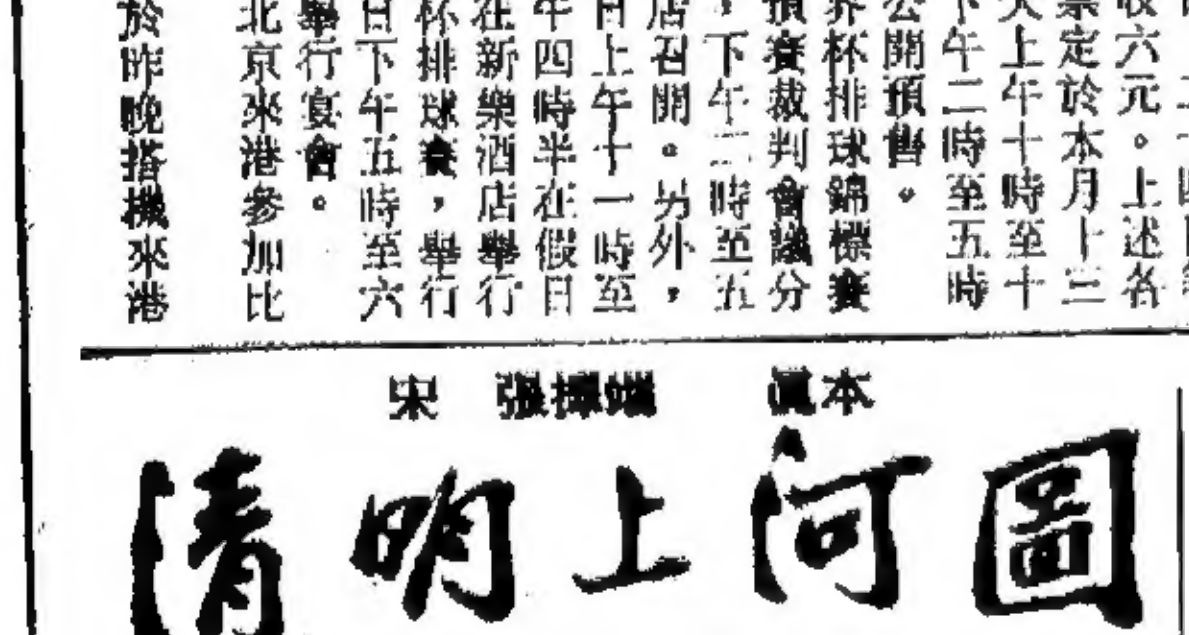 收六元。上述各
票定於本月十三
天上午十時至十
下午二時至五時
公開預售。
界杯排球錦標賽
預賽裁判會議分
，下午二時至五
店召開。另外，
日上午十一時至
午四時半在假日
在新樂酒店舉行
杯排球賽，舉行
日下午五時至六
舉行宴會。
北京來港參加比
於昨晚搭機來港
宋 張擇端 眞本
清明上河圖